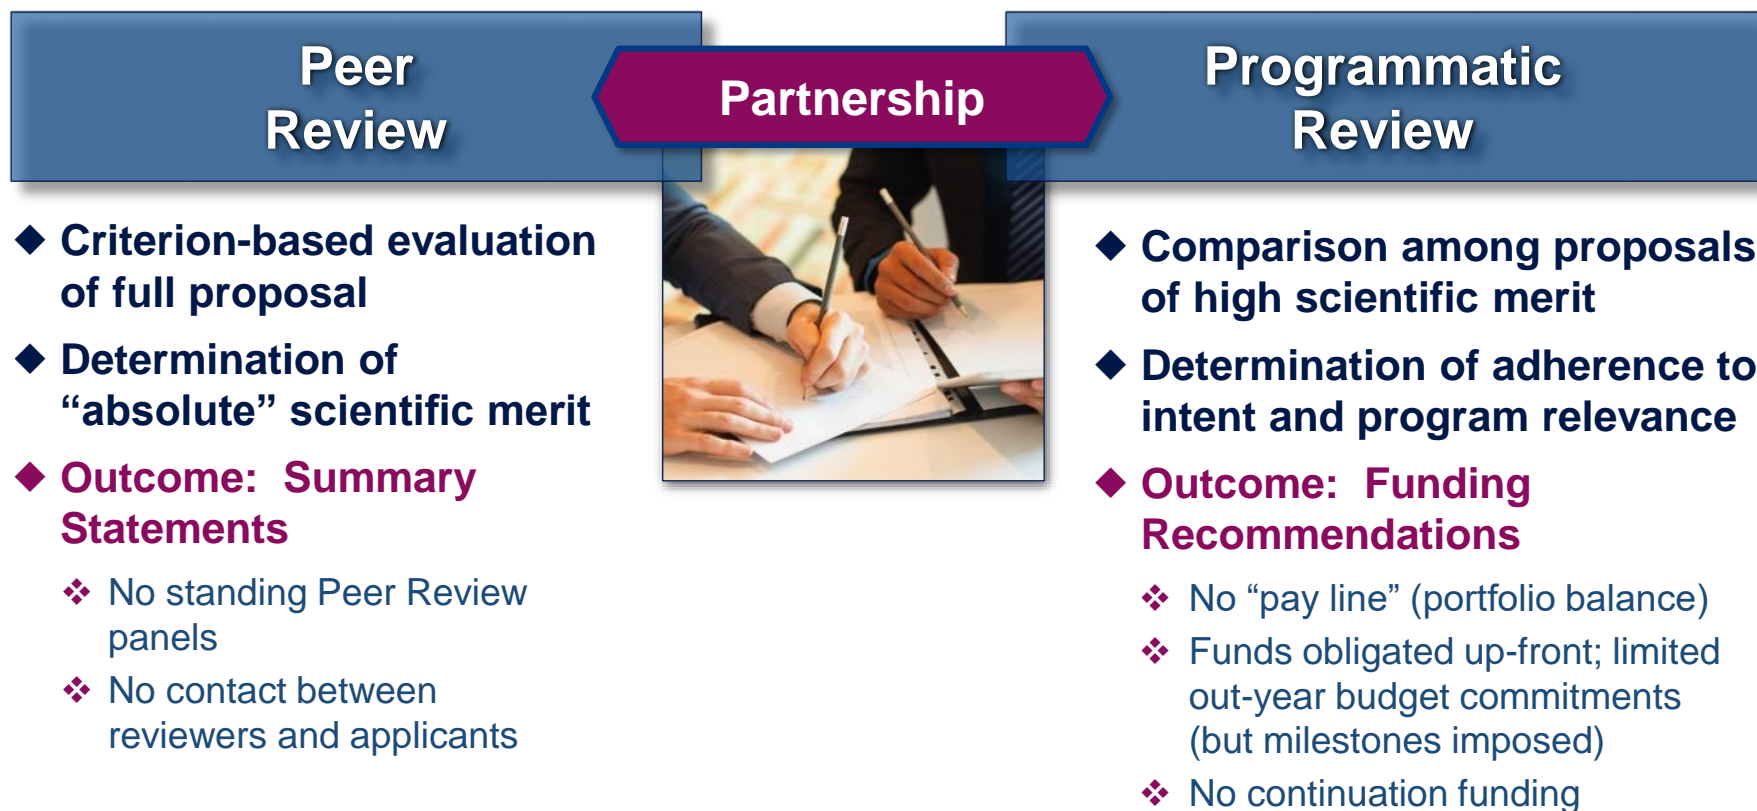 Peer
Review
Partnership
Programmatic
Review
◆ Criterion-based evaluation
of full proposal
◆ Determination of
“absolute” scientific merit
◆ Outcome:  Summary
Statements
❖ No standing Peer Review
panels
❖ No contact between
reviewers and applicants
◆ Comparison among proposals
of high scientific merit
◆ Determination of adherence to
intent and program relevance
◆ Outcome:  Funding
Recommendations
❖ No “pay line” (portfolio balance)
❖ Funds obligated up-front; limited
out-year budget commitments
(but milestones imposed)
❖ No continuation funding